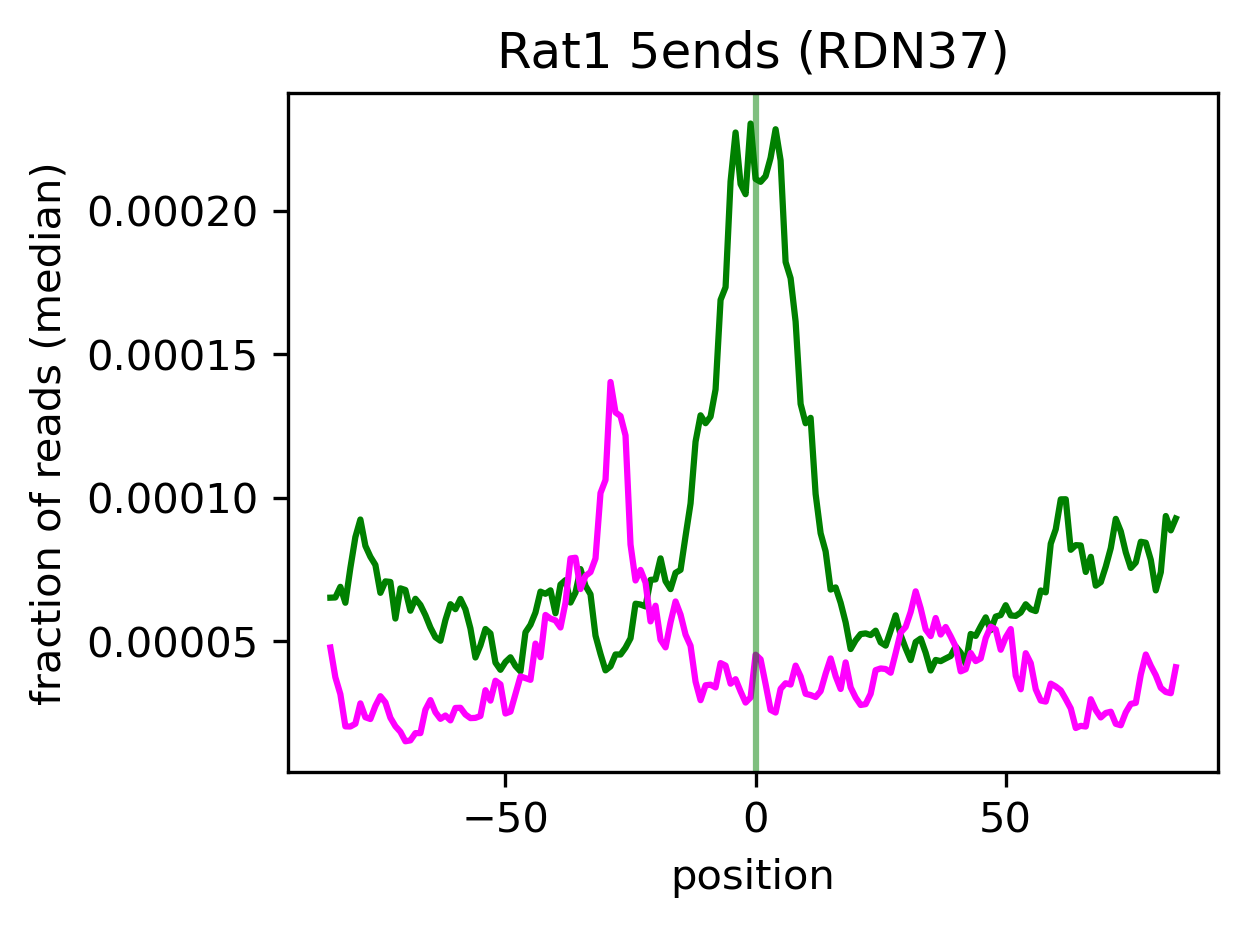 Rat1 5ends (RDN37)
fraction of reads (median)
0.00020
0.00015
0.00010
0.00005
−50 0 50
position